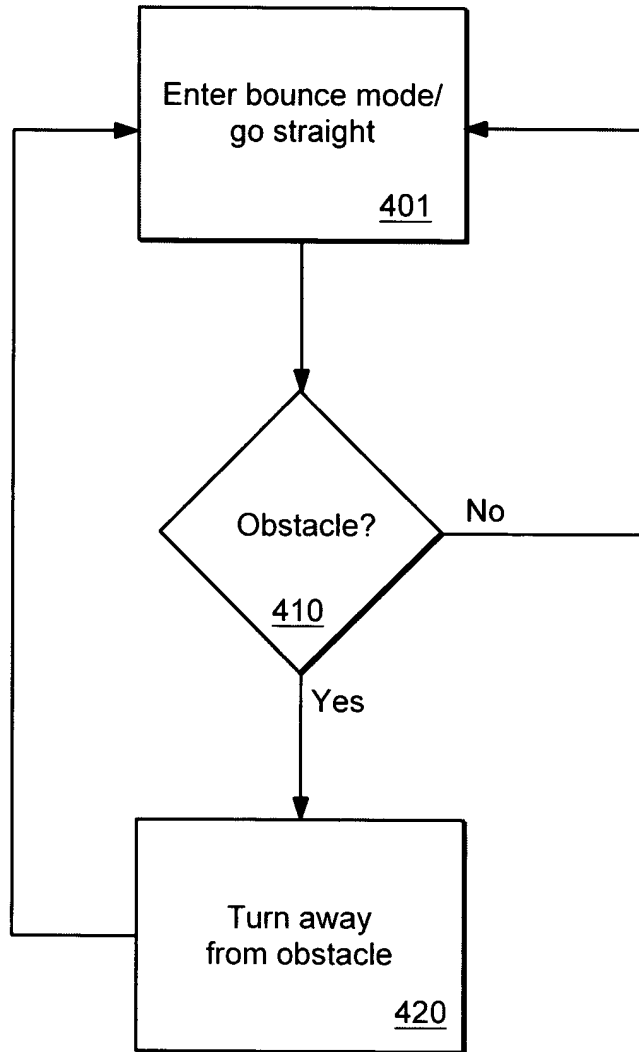 Enter bounce mode/
go straight
401
Obstacle?
No
410
Yes
Turn away
from obstacle
420